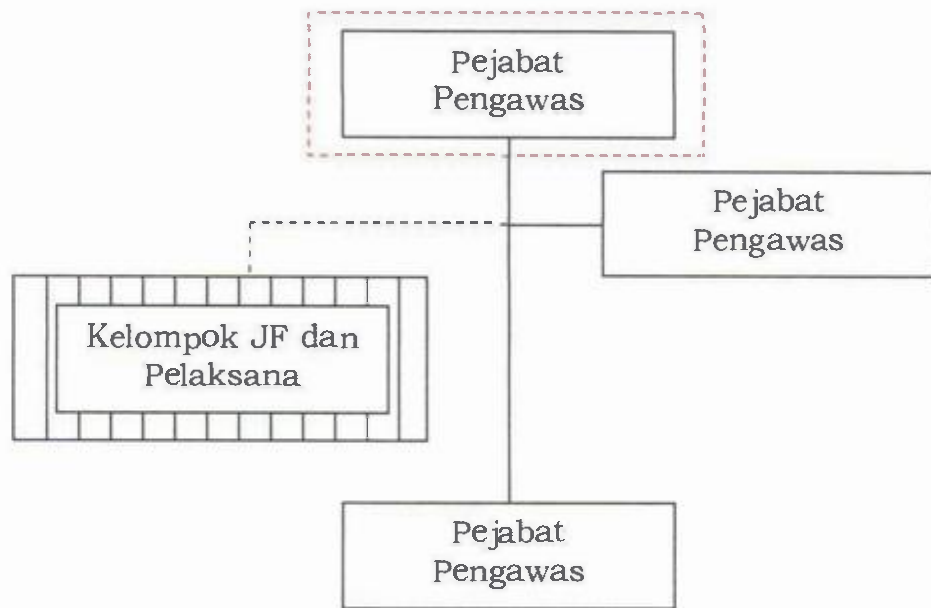 Pejabat
Pengawas
Pejabat
Pengawas
Kelompok JF dan
Pelaksana
Pejabat
Pengawas